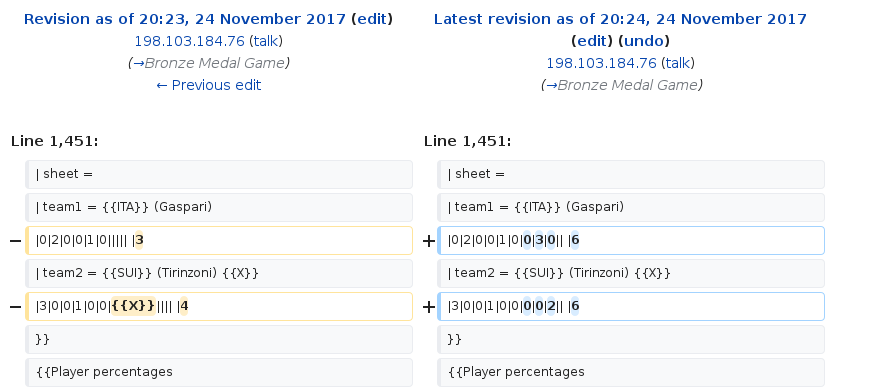 Revision as of 20:23, 24 November 2017 (edit)
198.103.184.76 (talk)
(→Bronze Medal Game)
← Previous edit
Latest revision as of 20:24, 24 November 2017
(edit) (undo)
198.103.184.76 (talk)
(→Bronze Medal Game)
Line 1,451:
Line 1,451:
| sheet =
| sheet =
| team1 = {{ITA}} (Gaspari)
| team1 = {{ITA}} (Gaspari)
− |0|2|0|0|1|0||||| |3
+ |0|2|0|0|1|0|0|3|0|| |6
| team2 = {{SUI}} (Tirinzoni) {{X}}
| team2 = {{SUI}} (Tirinzoni) {{X}}
− |3|0|0|1|0|0|{{X}}|||| |4
+ |3|0|0|1|0|0|0|0|2|| |6
}}
}}
{{Player percentages
{{Player percentages